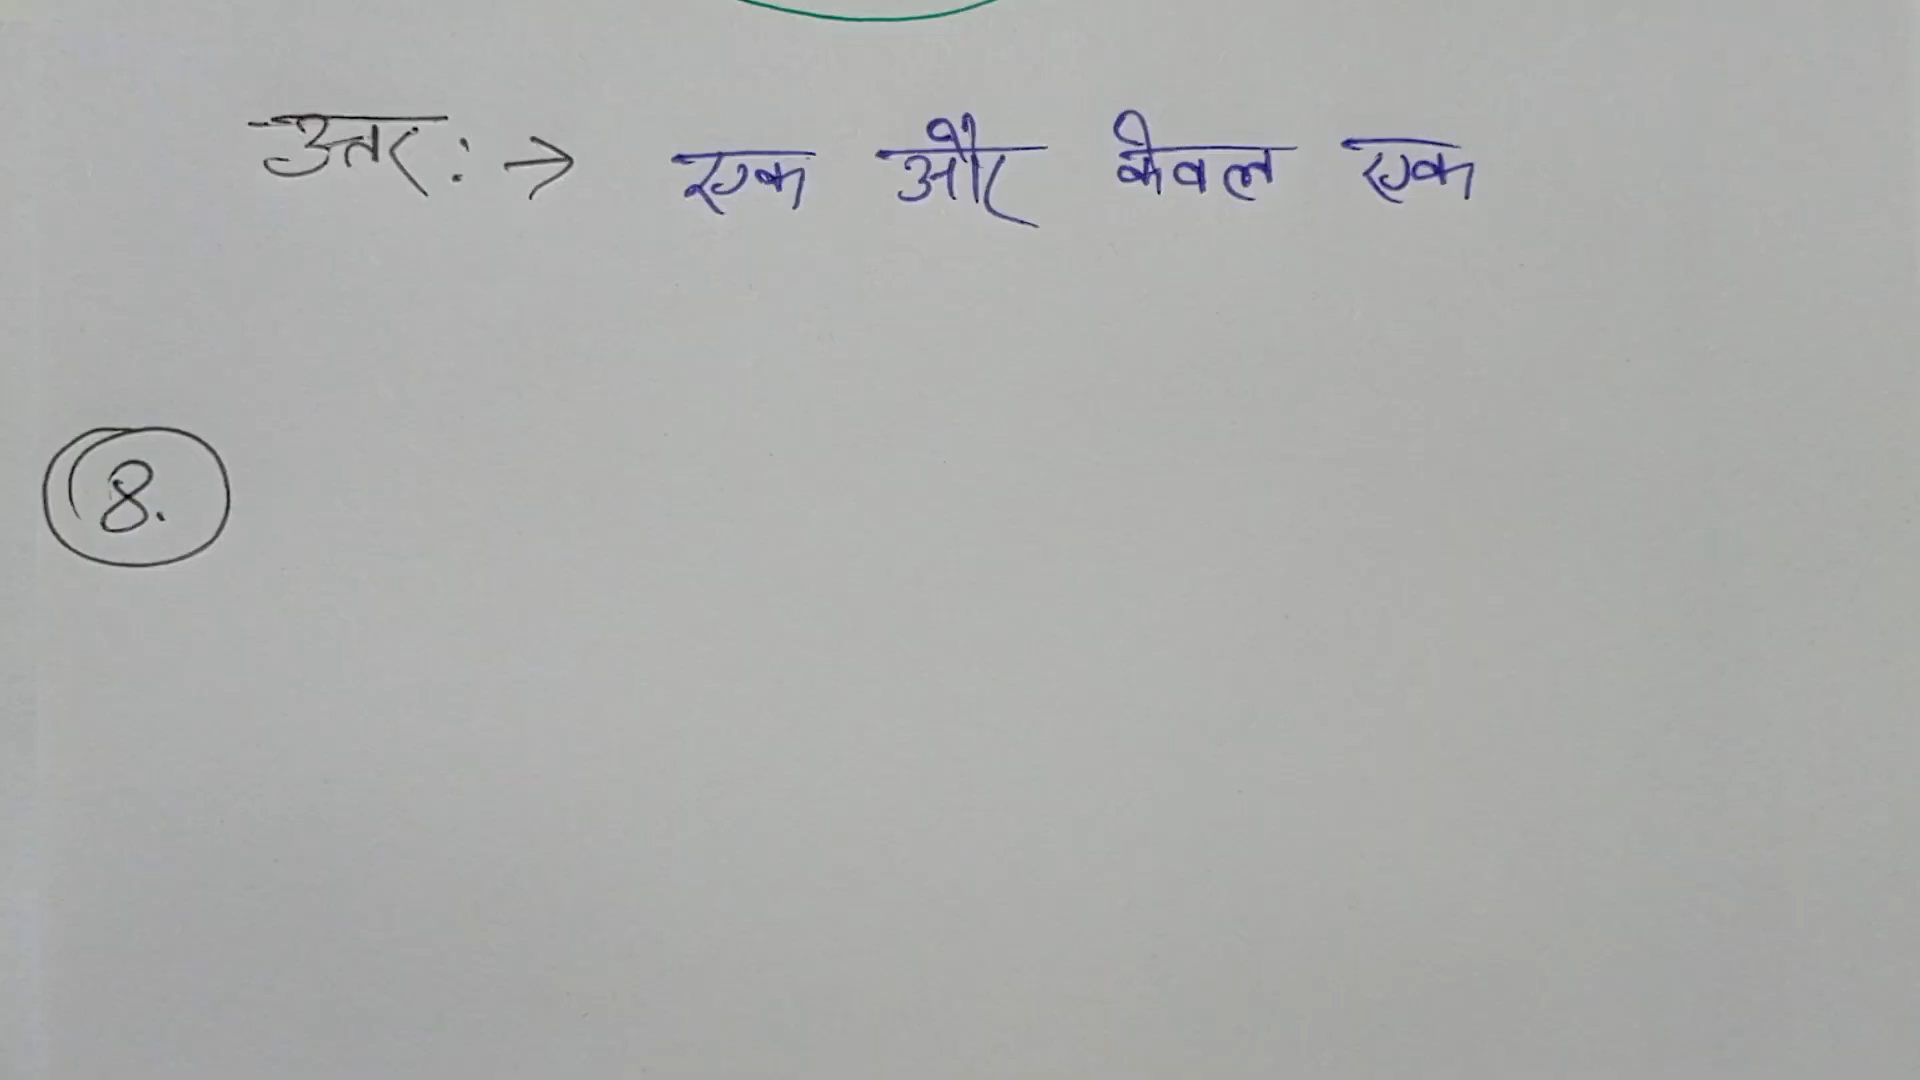 उत्तर :→ एक और केवल एक
8.